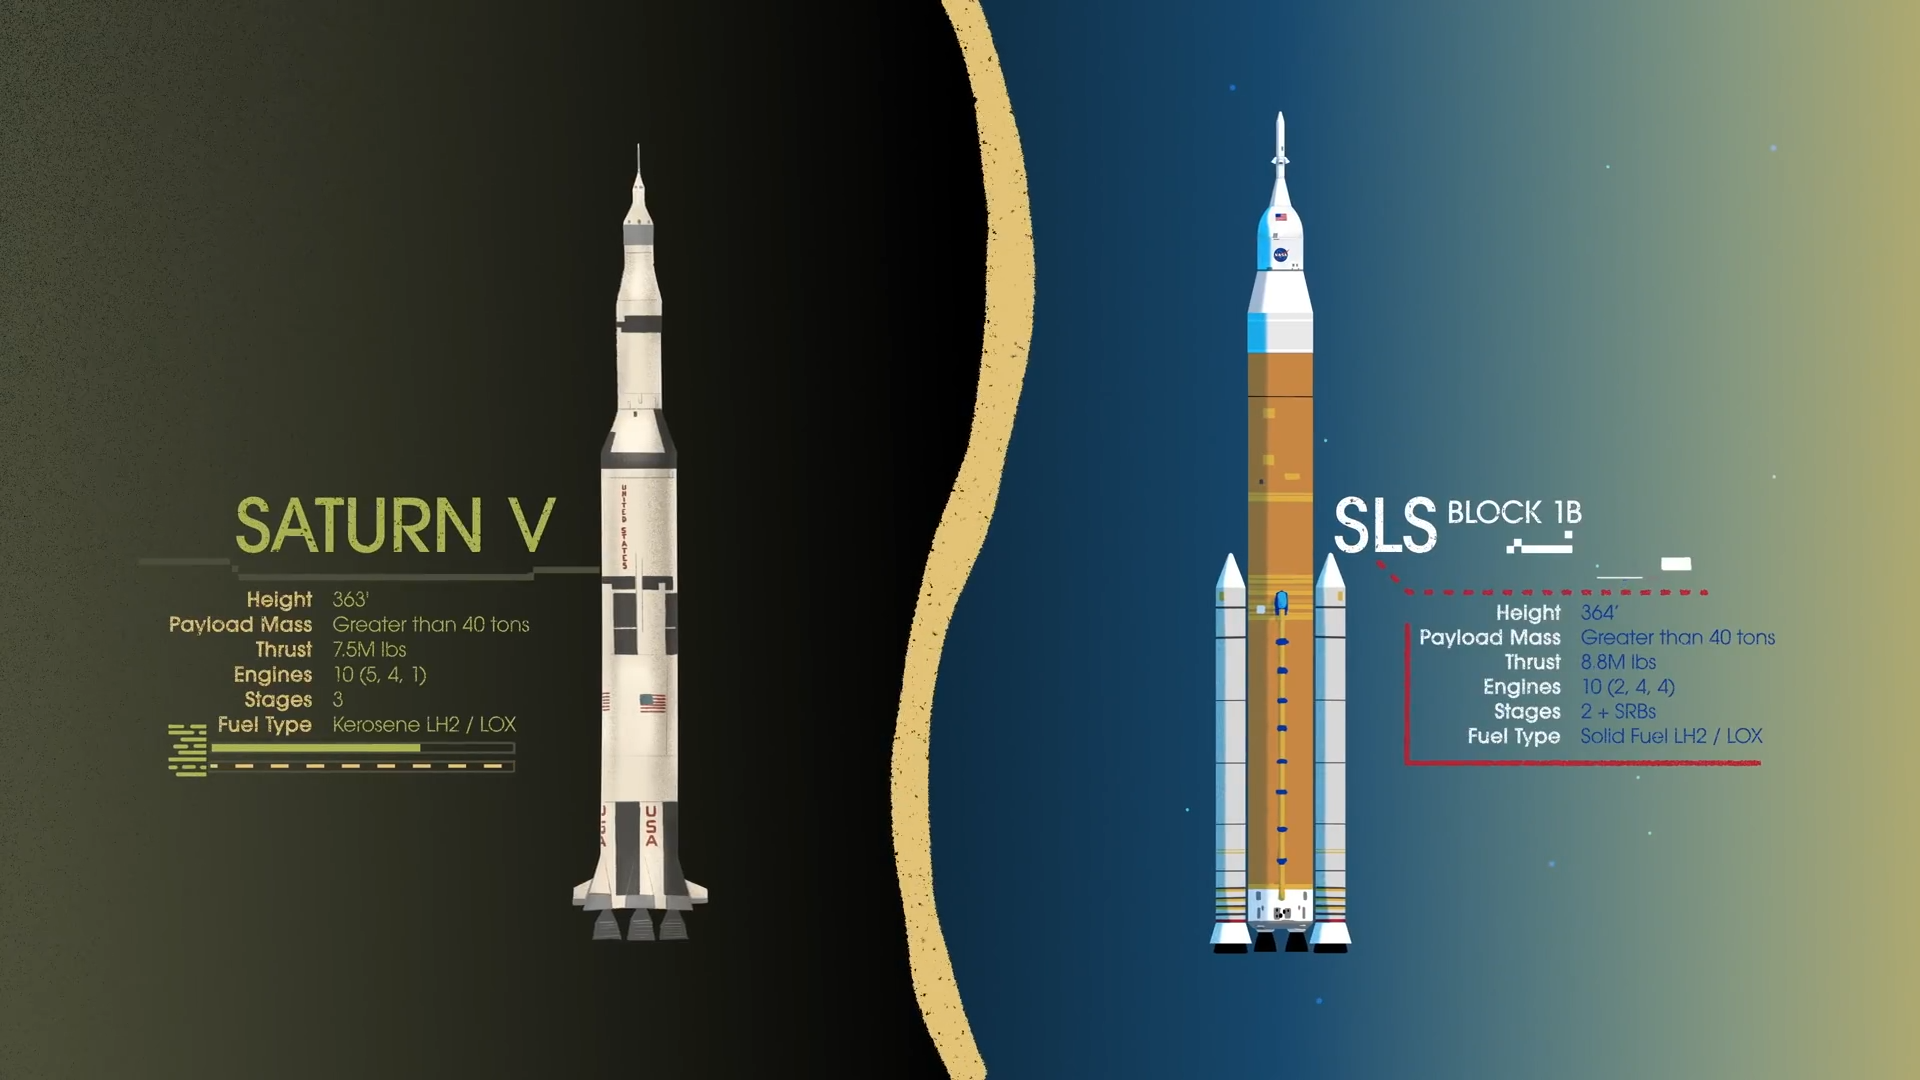 SATURN V
Height 363'
Payload Mass Greater than 40 tons
Thrust 7.5M lbs
Engines 10 (5, 4, 1)
Stages 3
Fuel Type Kerosene LH2 / LOX
UNITED STATES
USA
USA
NASA
SLS BLOCK 1B
Height 364'
Payload Mass Greater than 40 tons
Thrust 8.8M lbs
Engines 10 (2, 4, 4)
Stages 2 + SRBs
Fuel Type Solid Fuel LH2 / LOX